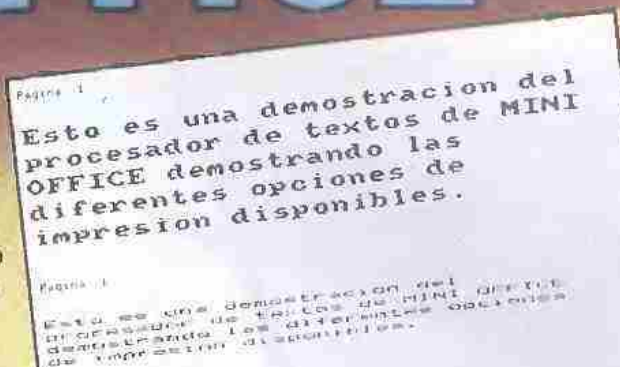 Pagina 1
Esto es una demostracion del
procesador de textos de MINI
OFFICE demostrando las
diferentes opciones de
impresion disponibles.
Pagina 1
Esto es una demostracion del
procesador de textos de MINI OFFICE
demostrando las diferentes opciones
de impresion disponibles.